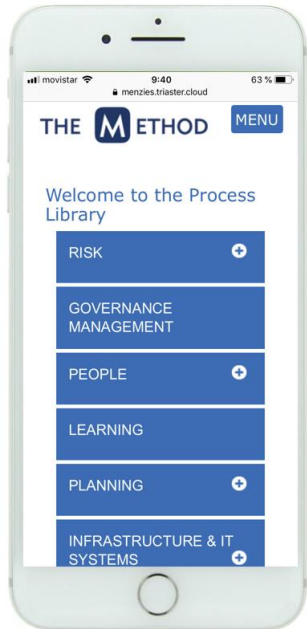 movistar 9:40 63 %
menzies.triaster.cloud
THE METHOD MENU
Welcome to the Process
Library
RISK
GOVERNANCE
MANAGEMENT
PEOPLE
LEARNING
PLANNING
INFRASTRUCTURE & IT
SYSTEMS